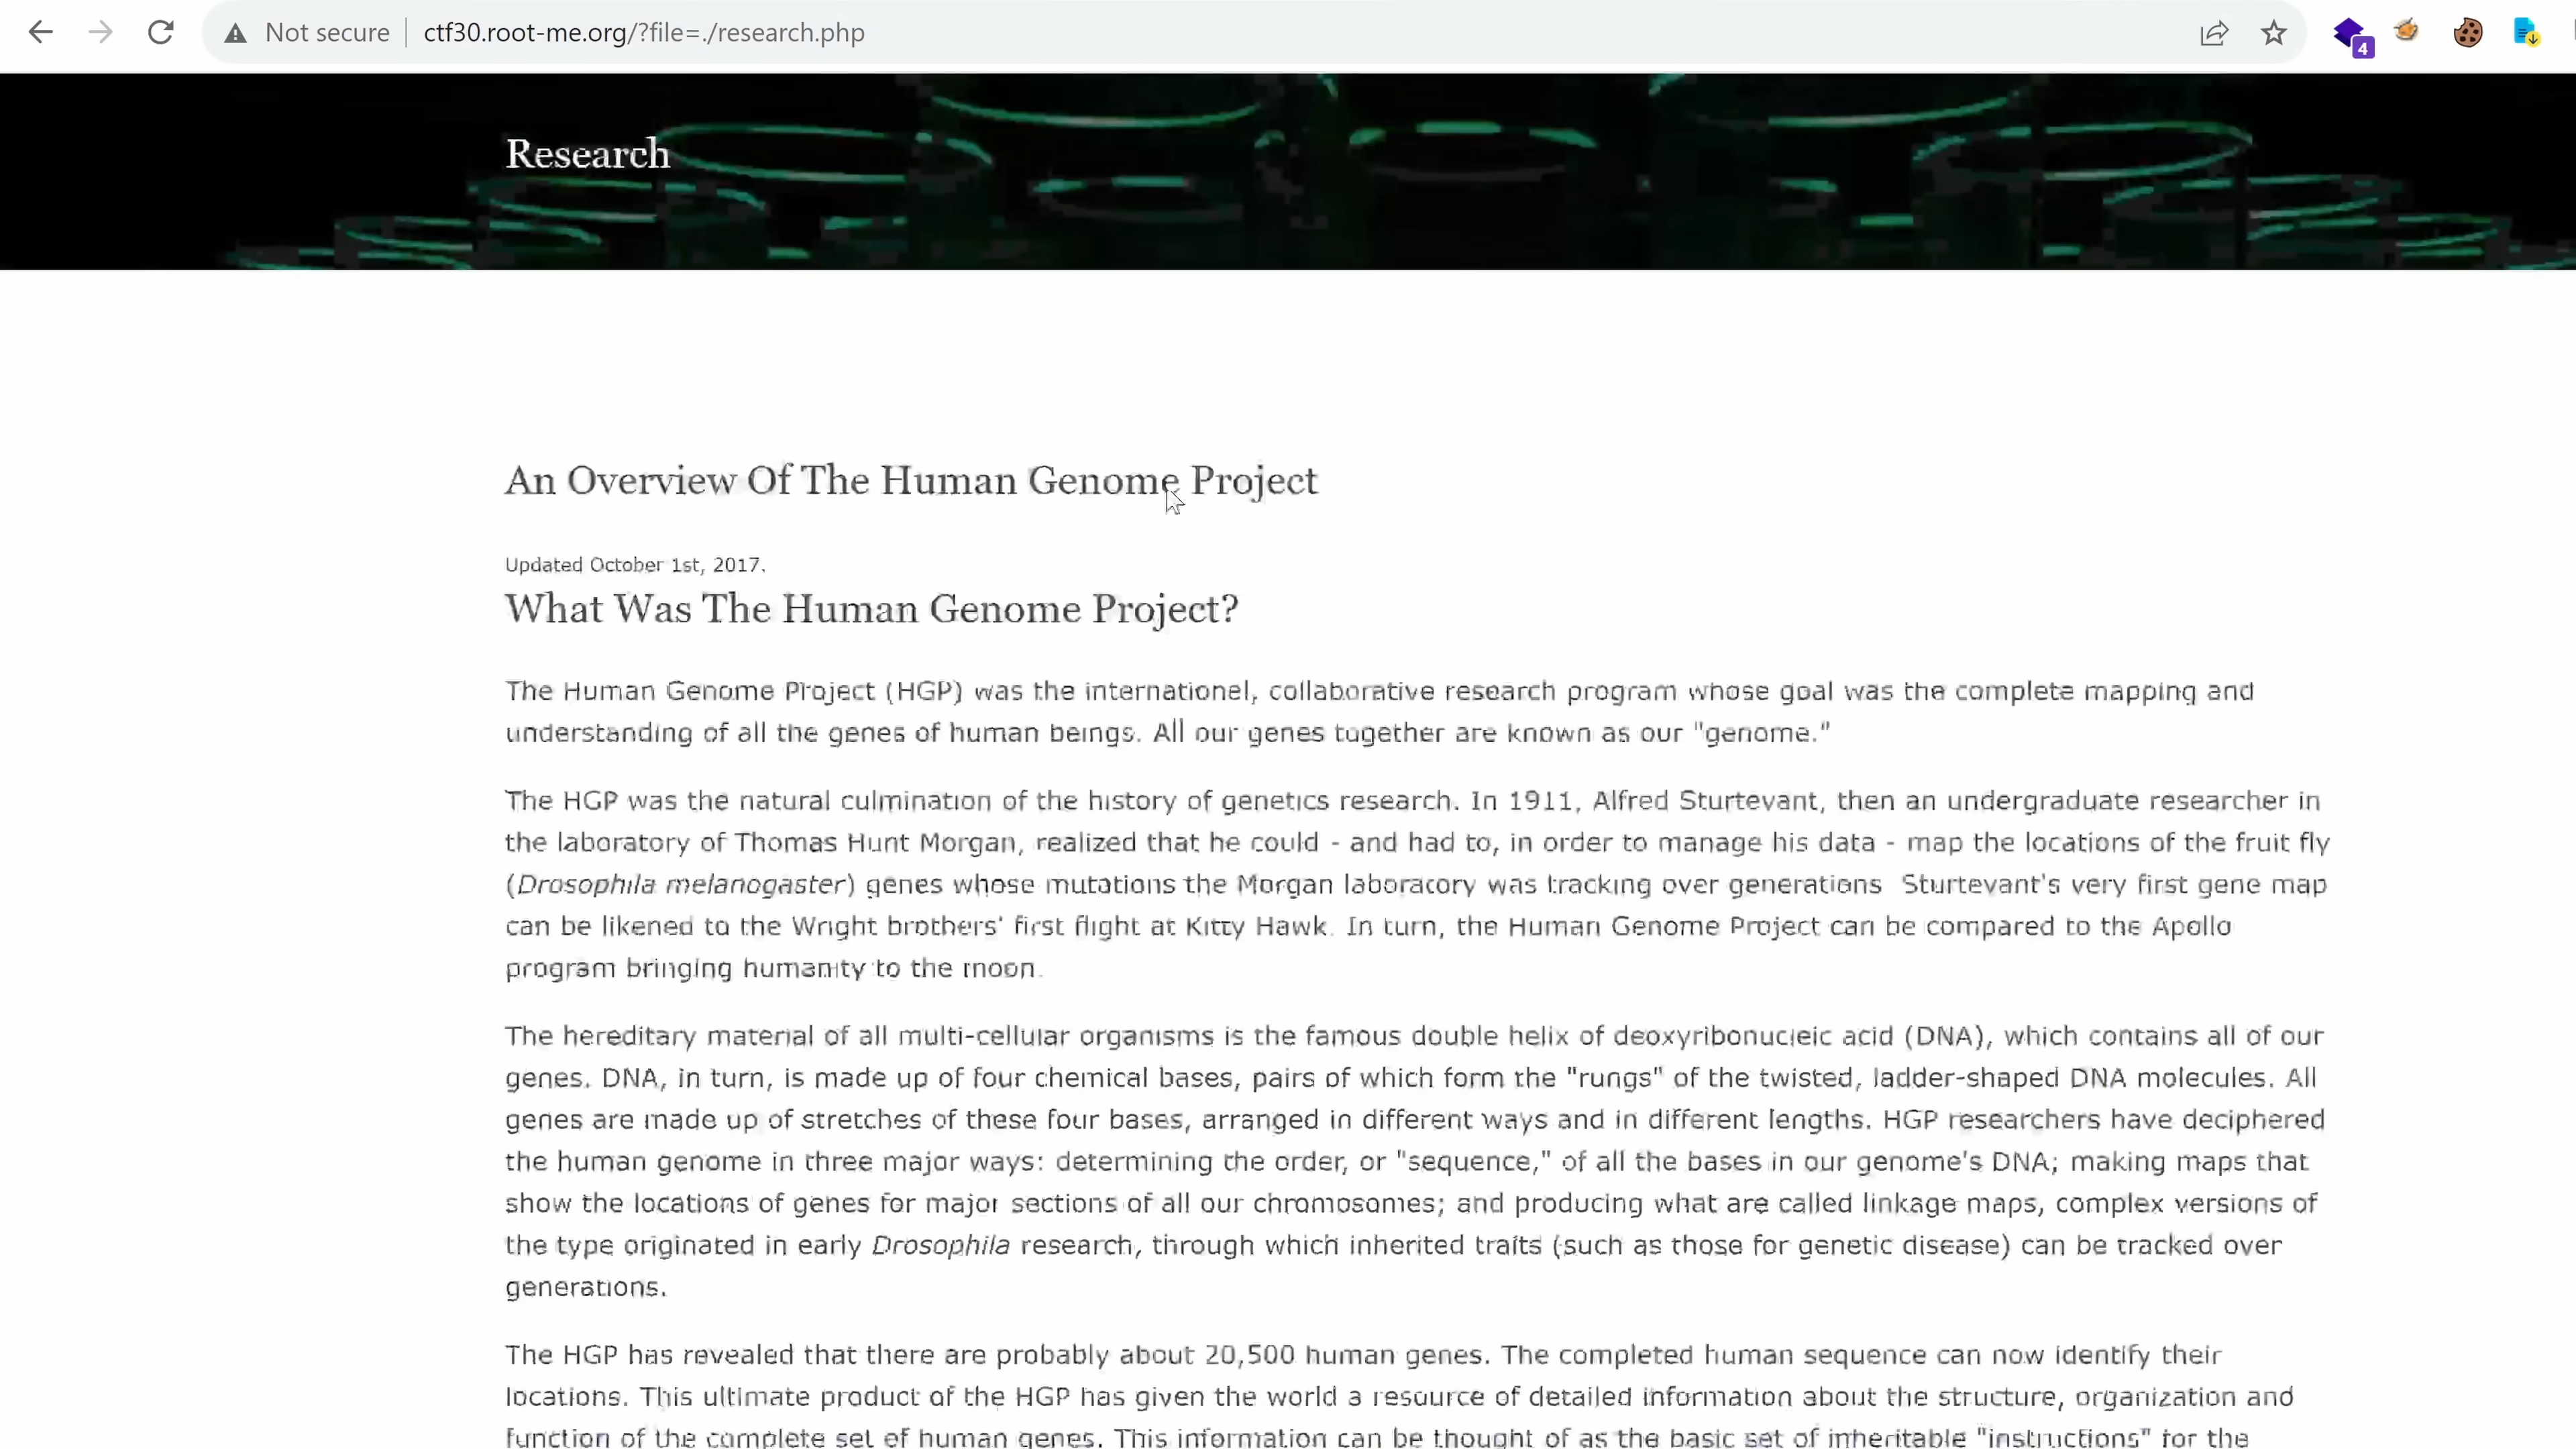 Not secure
ctf30.root-me.org/?file=./research.php
4
Research
An Overview Of The Human Genome Project
Updated October 1st, 2017.
What Was The Human Genome Project?
The Human Genome Project (HGP) was the internationel, collaborative research program whose goal was the complete mapping and
understanding of all the genes of human beings. All our genes together are known as our "genome."
The HGP was the natural culmination of the history of genetics research. In 1911, Alfred Sturtevant, then an undergraduate researcher in
the laboratory of Thomas Hunt Morgan, realized that he could - and had to, in order to manage his data - map the locations of the fruit fly
(Drosophila melanogaster) genes whose mutations the Morgan laboratory was tracking over generations Sturtevant's very first gene map
can be likened to the Wright brothers' first flight at Kitty Hawk. In turn, the Human Genome Project can be compared to the Apollo
program bringing humanity to the moon.
The hereditary material of all multi-cellular organisms is the famous double helix of deoxyribonucleic acid (DNA), which contains all of our
genes. DNA, in turn, is made up of four chemical bases, pairs of which form the "rungs" of the twisted, ladder-shaped DNA molecules. All
genes are made up of stretches of these four bases, arranged in different ways and in different lengths. HGP researchers have deciphered
the human genome in three major ways: determining the order, or "sequence," of all the bases in our genome's DNA; making maps that
show the locations of genes for major sections of all our chromosomes; and producing what are called linkage maps, complex versions of
the type originated in early Drosophila research, through which inherited traits (such as those for genetic disease) can be tracked over
generations.
The HGP has revealed that there are probably about 20,500 human genes. The completed human sequence can now identify their
locations. This ultimate product of the HGP has given the world a resource of detailed information about the structure, organization and
function of the complete set of human genes. This information can be thought of as the basic set of inheritable "instructions" for the